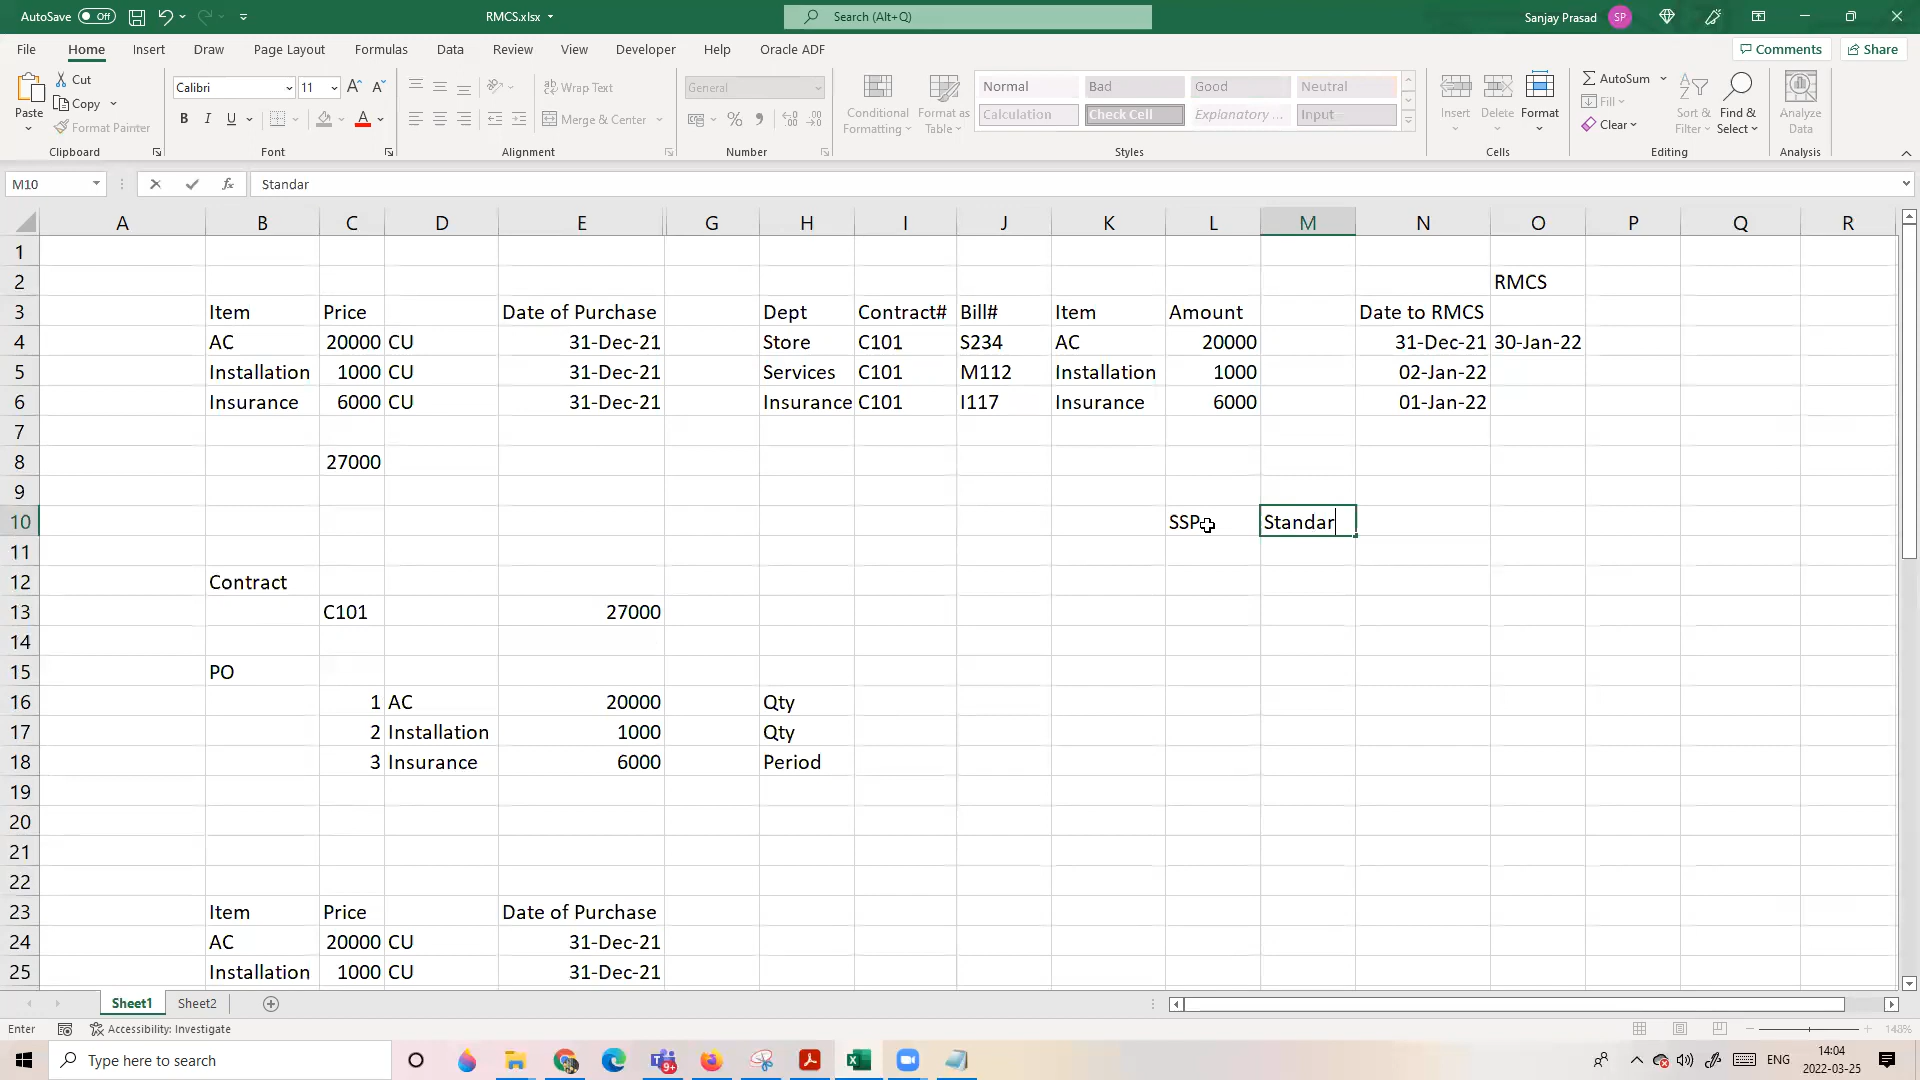 AutoSave Off RMCS.xlsx Search (Alt+Q) Sanjay Prasad SP
File Home Insert Draw Page Layout Formulas Data Review View Developer Help Oracle ADF Comments Share
Paste Cut Copy Format Painter
Calibri 11 A A B I U A
Wrap Text Merge & Center
General % 9
Conditional Formatting Format as Table
Normal Bad Good Neutral
Calculation Check Cell Explanatory ... Input
Insert Delete Format
AutoSum Fill Clear Sort & Filter Find & Select
Analyze Data
Clipboard Font Alignment Number Styles Cells Editing Analysis
M10 fx Standar
A B C D E G H I J K L M N O P Q R
1
2 RMCS
3 Item Price Date of Purchase Dept Contract# Bill# Item Amount Date to RMCS
4 AC 20000 CU 31-Dec-21 Store C101 S234 AC 20000 31-Dec-21 30-Jan-22
5 Installation 1000 CU 31-Dec-21 Services C101 M112 Installation 1000 02-Jan-22
6 Insurance 6000 CU 31-Dec-21 Insurance C101 I117 Insurance 6000 01-Jan-22
7
8 27000
9
10 SSP Standar
11
12 Contract
13 C101 27000
14
15 PO
16 1 AC 20000 Qty
17 2 Installation 1000 Qty
18 3 Insurance 6000 Period
19
20
21
22
23 Item Price Date of Purchase
24 AC 20000 CU 31-Dec-21
25 Installation 1000 CU 31-Dec-21
Sheet1 Sheet2
Enter Accessibility: Investigate 148%
Type here to search 9+ ENG 14:04
2022-03-25